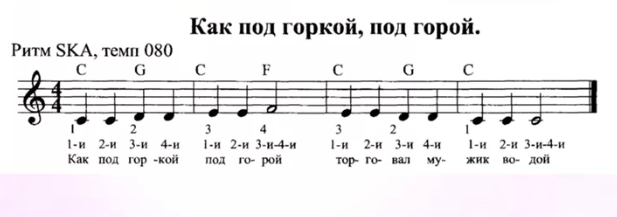 Как под горкой, под горой.
Ритм SKA, темп 080
C G C F C G C
4
4
1 2 3 4 3 2 1
1-и 2-и 3-и 4-и 1-и 2-и 3-и-4-и 1-и 2-и 3-и 4-и 1-и 2-и 3-и-4-и
Как под гор -кой под го- рой тор- го- вал му- жик во- дой